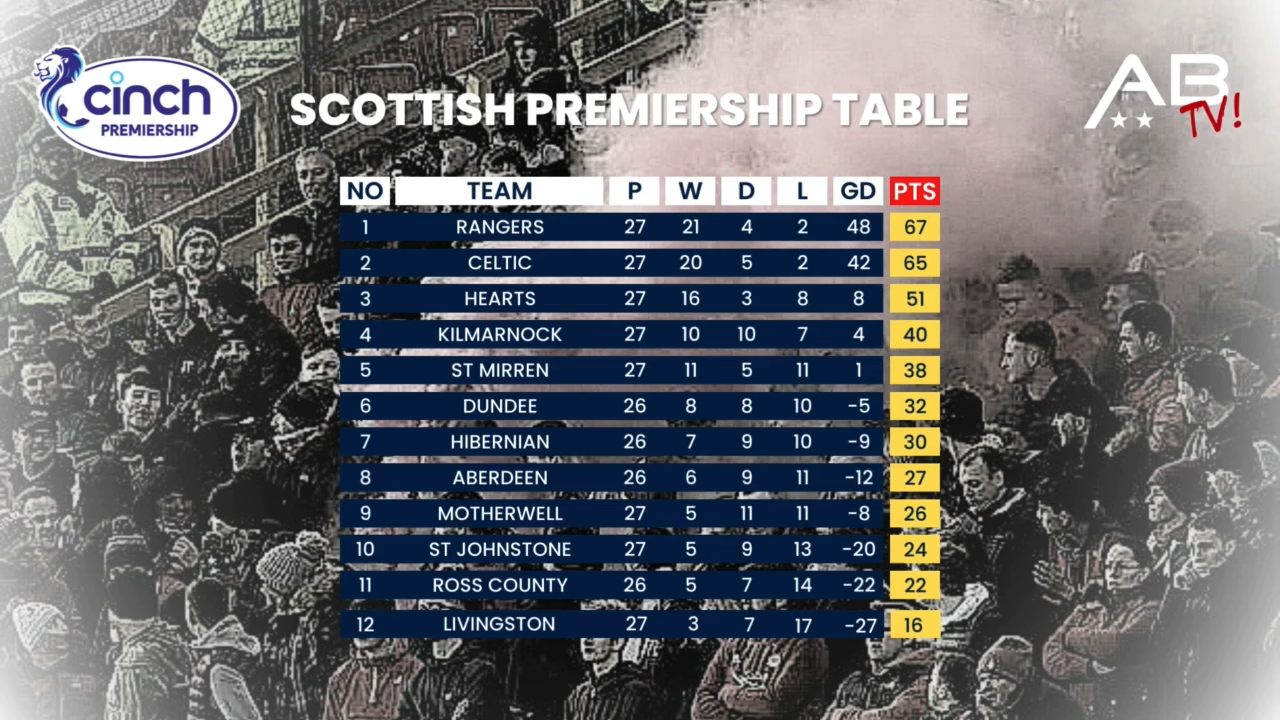 cinch
PREMIERSHIP
SCOTTISH PREMIERSHIP TABLE
AB
TV!
NO TEAM P W D L GD PTS
1 RANGERS 27 21 4 2 48 67
2 CELTIC 27 20 5 2 42 65
3 HEARTS 27 16 3 8 8 51
4 KILMARNOCK 27 10 10 7 4 40
5 ST MIRREN 27 11 5 11 1 38
6 DUNDEE 26 8 8 10 -5 32
7 HIBERNIAN 26 7 9 10 -9 30
8 ABERDEEN 26 6 9 11 -12 27
9 MOTHERWELL 27 5 11 11 -8 26
10 ST JOHNSTONE 27 5 9 13 -20 24
11 ROSS COUNTY 26 5 7 14 -22 22
12 LIVINGSTON 27 3 7 17 -27 16